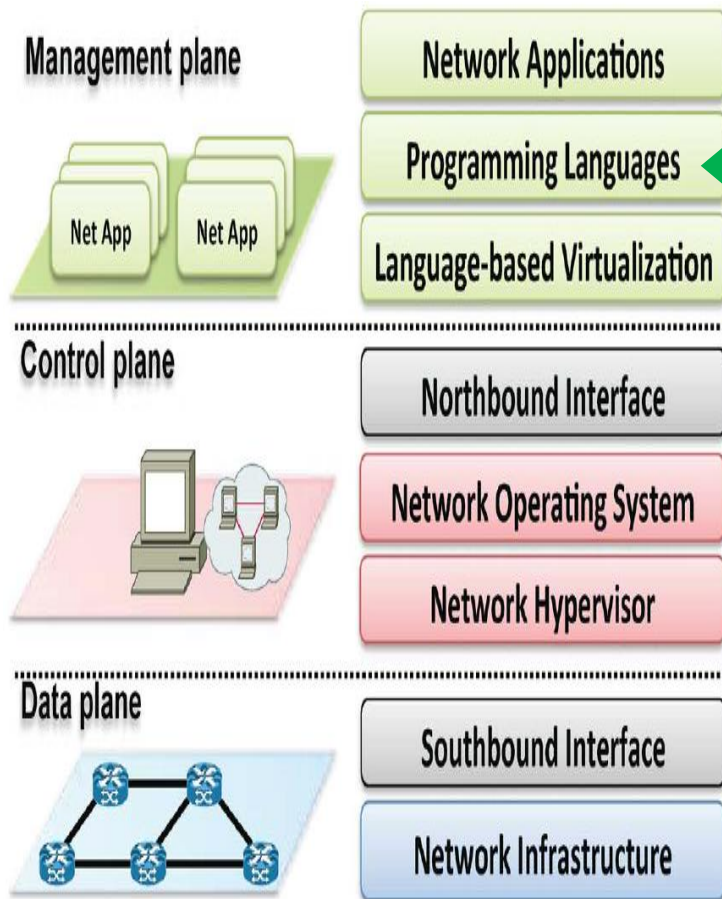 Management plane
Net App
Net App
Network Applications
Programming Languages
Language-based Virtualization
Control plane
Northbound Interface
Network Operating System
Network Hypervisor
Data plane
Southbound Interface
Network Infrastructure